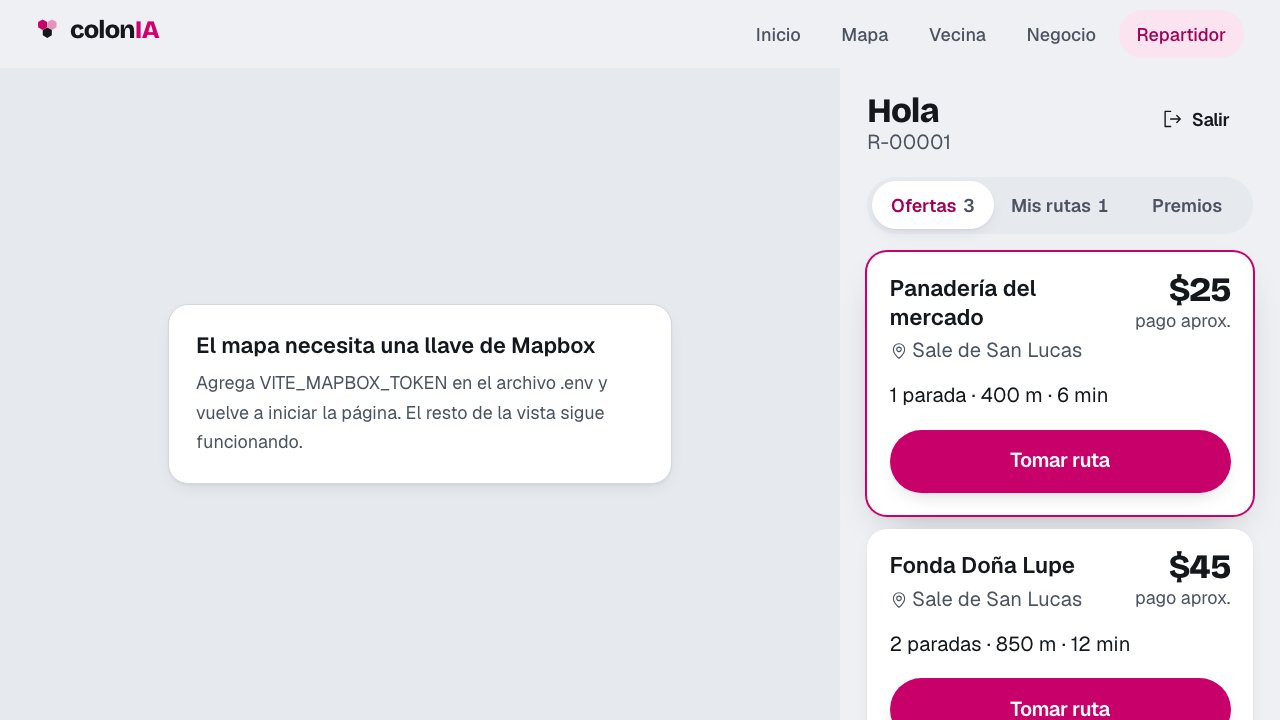 colonIA
Inicio
Mapa
Vecina
Negocio
Repartidor
El mapa necesita una llave de Mapbox
Agrega VITE_MAPBOX_TOKEN en el archivo .env y
vuelve a iniciar la página. El resto de la vista sigue
funcionando.
Hola
R-00001
Salir
Ofertas 3
Mis rutas 1
Premios
Panadería del
mercado
$25
pago aprox.
Sale de San Lucas
1 parada · 400 m · 6 min
Tomar ruta
Fonda Doña Lupe
$45
pago aprox.
Sale de San Lucas
2 paradas · 850 m · 12 min
Tomar ruta